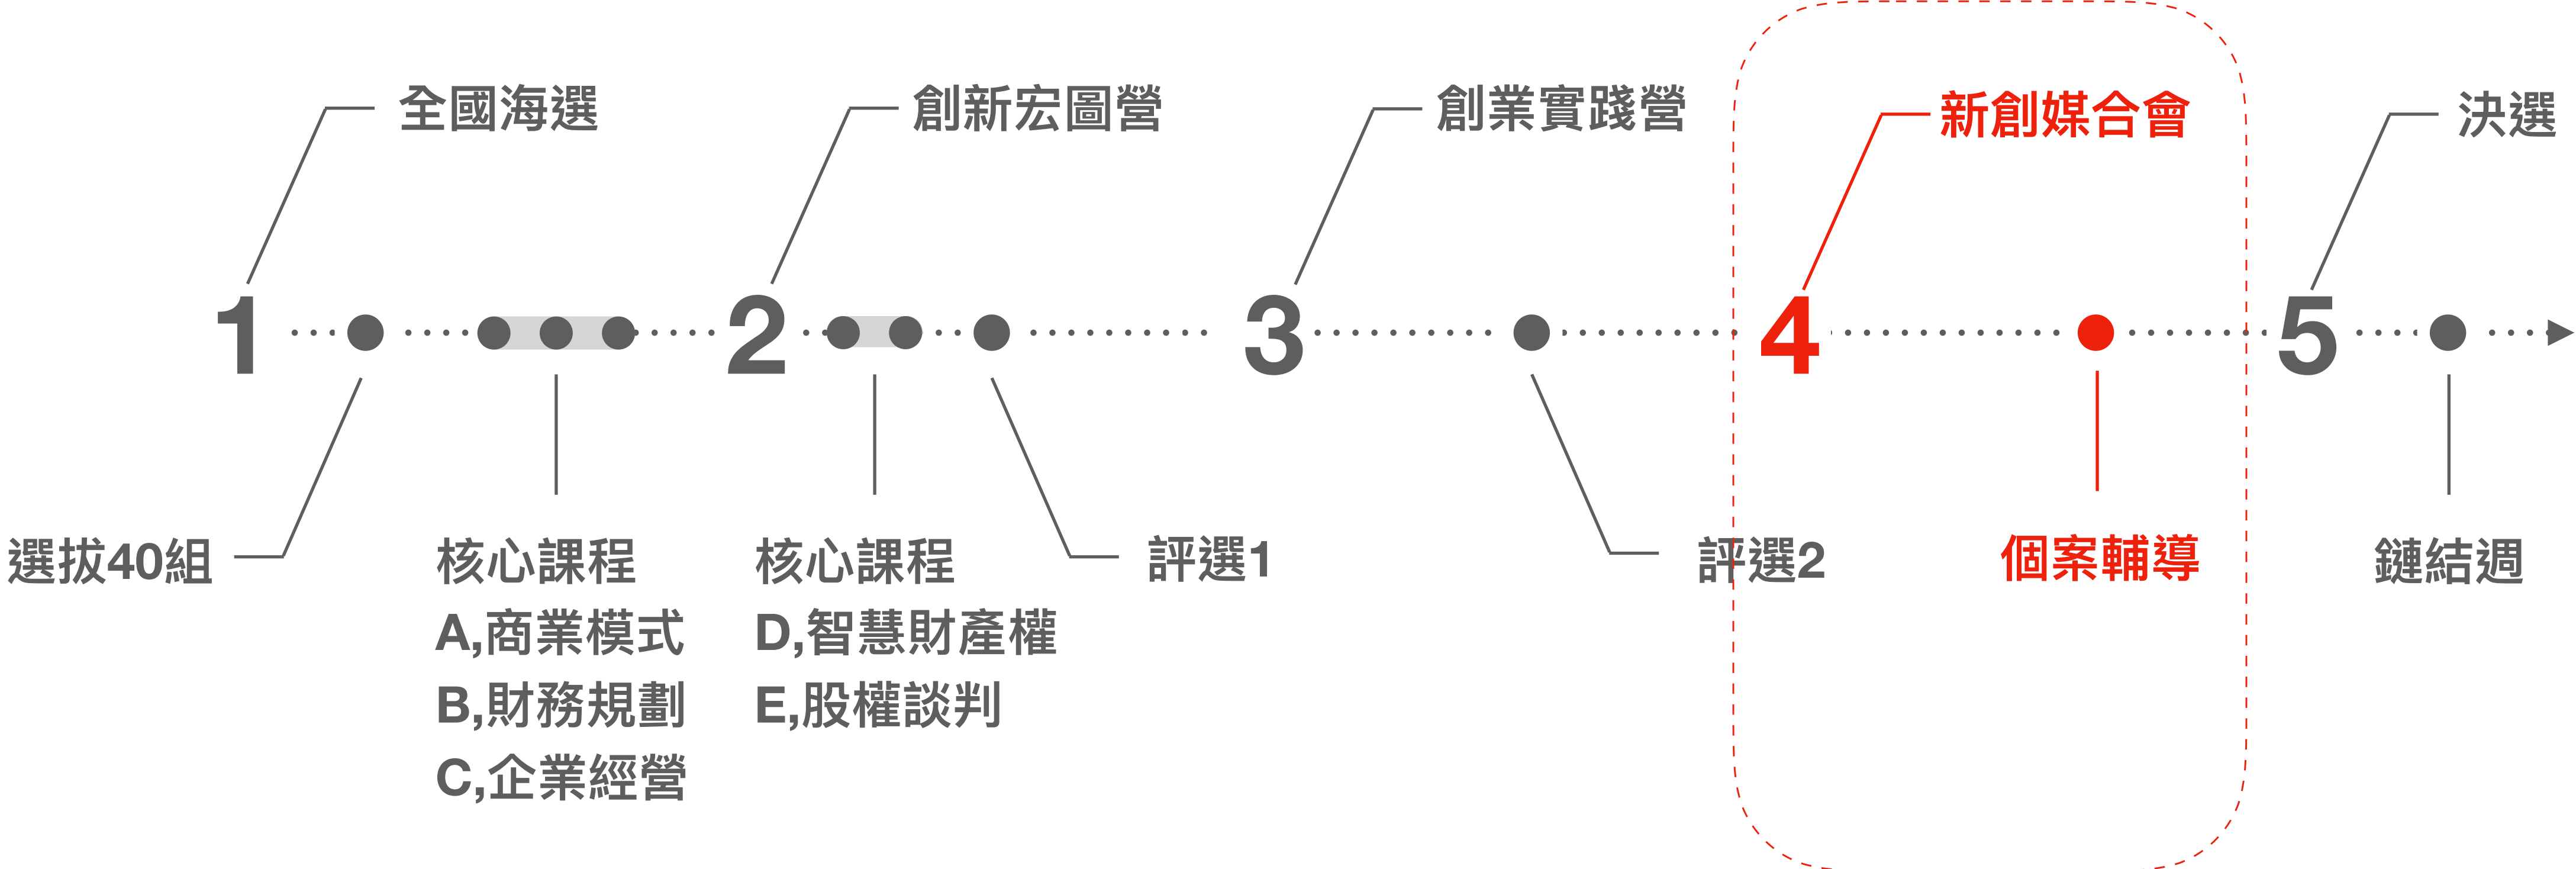 全國海選
創新宏圖營
創業實踐營
新創媒合會
決選
1
2
3
4
5
選拔40組
核心課程
A,商業模式
B,財務規劃
C,企業經營
核心課程
D,智慧財產權
E,股權談判
評選1
評選2
個案輔導
鏈結週